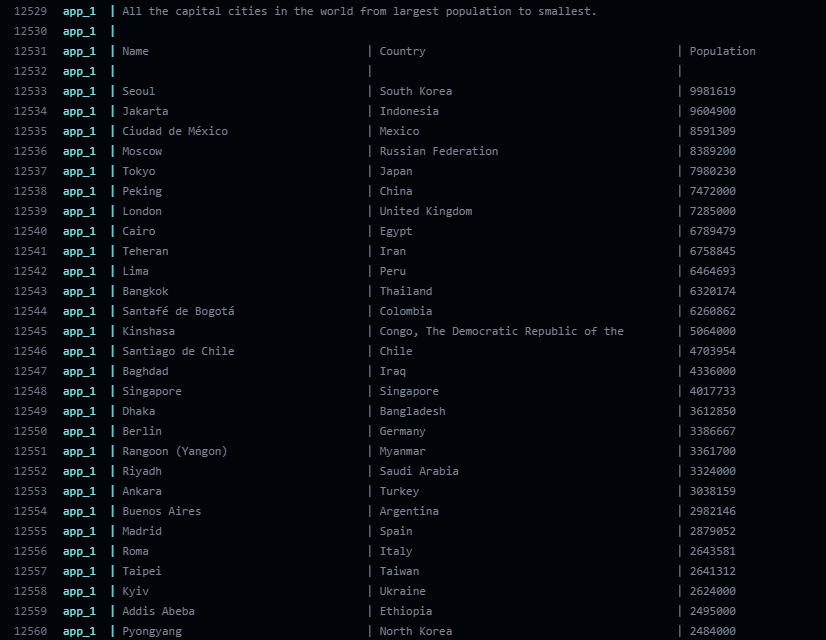 12529 app_1 | All the capital cities in the world from largest population to smallest.
12530 app_1 |
12531 app_1 | Name | Country | Population
12532 app_1 | | |
12533 app_1 | Seoul | South Korea | 9981619
12534 app_1 | Jakarta | Indonesia | 9604900
12535 app_1 | Ciudad de México | Mexico | 8591309
12536 app_1 | Moscow | Russian Federation | 8389200
12537 app_1 | Tokyo | Japan | 7980230
12538 app_1 | Peking | China | 7472000
12539 app_1 | London | United Kingdom | 7285000
12540 app_1 | Cairo | Egypt | 6789479
12541 app_1 | Teheran | Iran | 6758845
12542 app_1 | Lima | Peru | 6464693
12543 app_1 | Bangkok | Thailand | 6320174
12544 app_1 | Santafé de Bogotá | Colombia | 6260862
12545 app_1 | Kinshasa | Congo, The Democratic Republic of the | 5064000
12546 app_1 | Santiago de Chile | Chile | 4703954
12547 app_1 | Baghdad | Iraq | 4336000
12548 app_1 | Singapore | Singapore | 4017733
12549 app_1 | Dhaka | Bangladesh | 3612850
12550 app_1 | Berlin | Germany | 3386667
12551 app_1 | Rangoon (Yangon) | Myanmar | 3361700
12552 app_1 | Riyadh | Saudi Arabia | 3324000
12553 app_1 | Ankara | Turkey | 3038159
12554 app_1 | Buenos Aires | Argentina | 2982146
12555 app_1 | Madrid | Spain | 2879052
12556 app_1 | Roma | Italy | 2643581
12557 app_1 | Taipei | Taiwan | 2641312
12558 app_1 | Kyiv | Ukraine | 2624000
12559 app_1 | Addis Abeba | Ethiopia | 2495000
12560 app_1 | Pyongyang | North Korea | 2484000